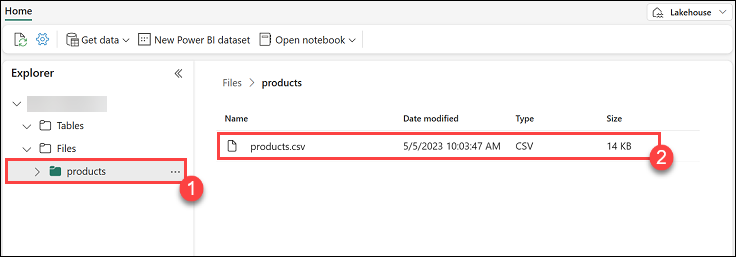 Home
Lakehouse
Get data
New Power BI dataset
Open notebook
Explorer
Tables
Files
products
...
1
Files > products
Name Date modified Type Size
products.csv 5/5/2023 10:03:47 AM CSV 14 KB
2